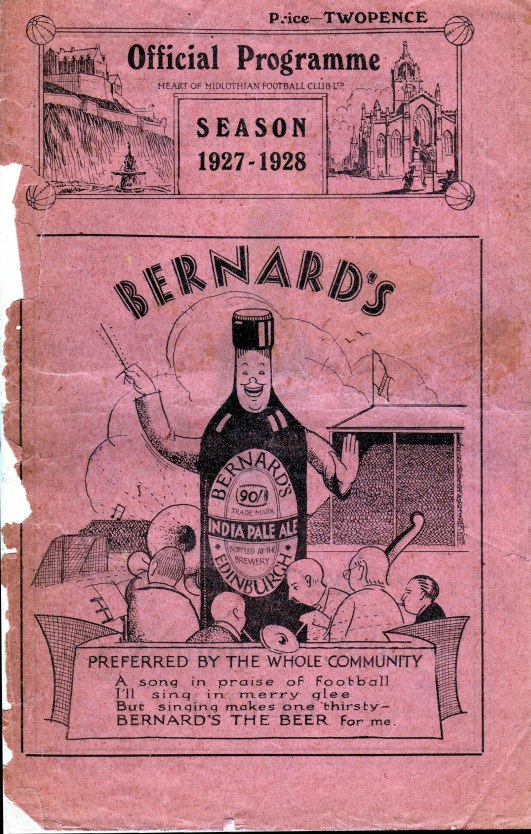 Price—TWOPENCE
Official Programme
HEART OF MIDLOTHIAN FOOTBALL CLUB LTD.
SEASON
1927-1928
BERNARD'S
BERNARD'S
90/-
TRADE MARK
INDIA PALE ALE
BOTTLED AT THE
BREWERY
EDINBURGH
PREFERRED BY THE WHOLE COMMUNITY
A song in praise of football
I'll sing in merry glee
But singing makes one thirsty—
BERNARD'S THE BEER for me.